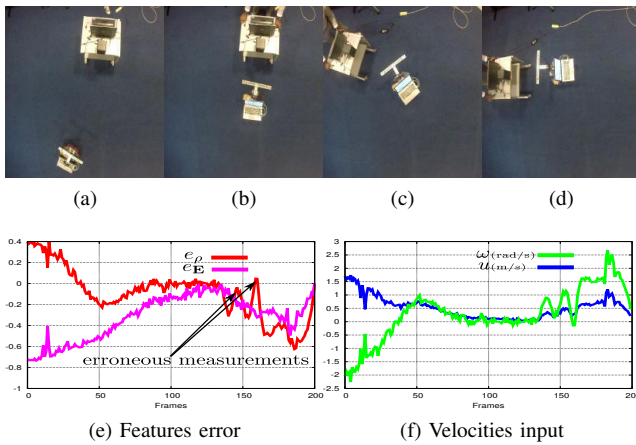 (a) (b) (c) (d)
e_ρ
e_E
0.4
0.2
0
-0.2
-0.4
-0.6
-0.8
-1
erroneous measurements
0 50 100 150 200
Frames
(e) Features error
ω(rad/s)
u(m/s)
3
2.5
2
1.5
1
0.5
0
-0.5
-1
-1.5
-2
-2.5
0 50 100 150 200
Frames
(f) Velocities input